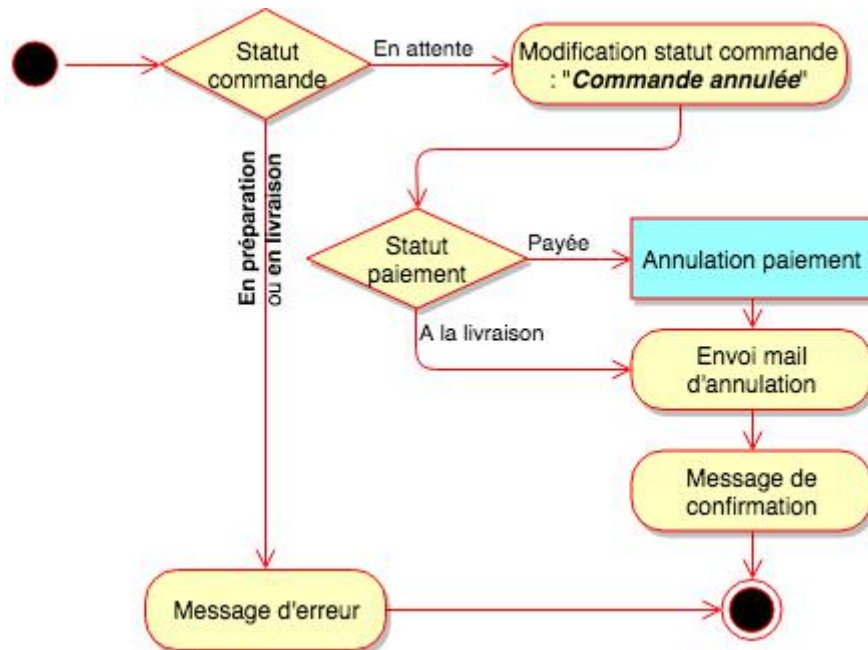 Statut
commande
En attente
Modification statut commande
: "Commande annulée"
En préparation
ou en livraison
Statut
paiement
Payée
Annulation paiement
A la livraison
Envoi mail
d'annulation
Message de
confirmation
Message d'erreur